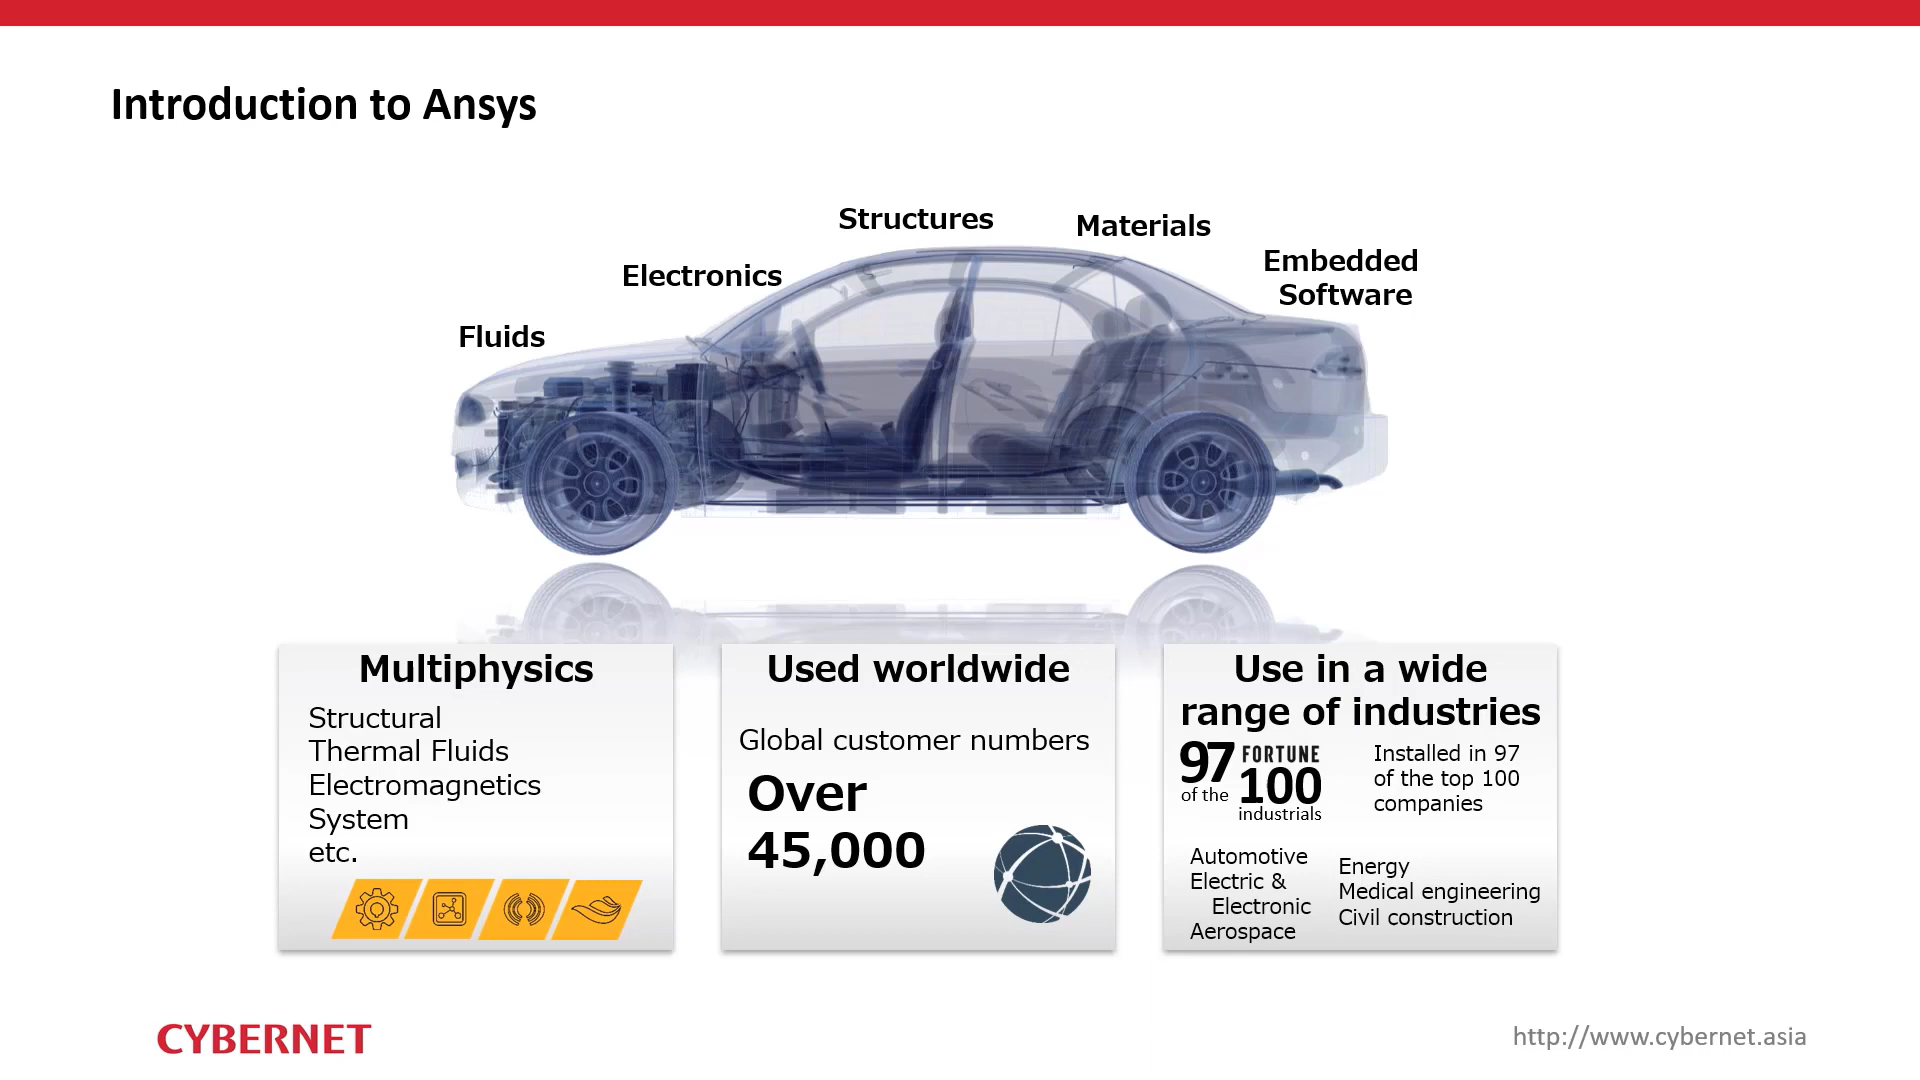 Introduction to Ansys
Structures
Materials
Embedded
Software
Electronics
Fluids
Multiphysics
Structural
Thermal Fluids
Electromagnetics
System
etc.
Used worldwide
Global customer numbers
Over
45,000
Use in a wide
range of industries
97 of the
FORTUNE
100
industrials
Installed in 97
of the top 100
companies
Automotive
Electric &
Electronic
Aerospace
Energy
Medical engineering
Civil construction
CYBERNET
http://www.cybernet.asia